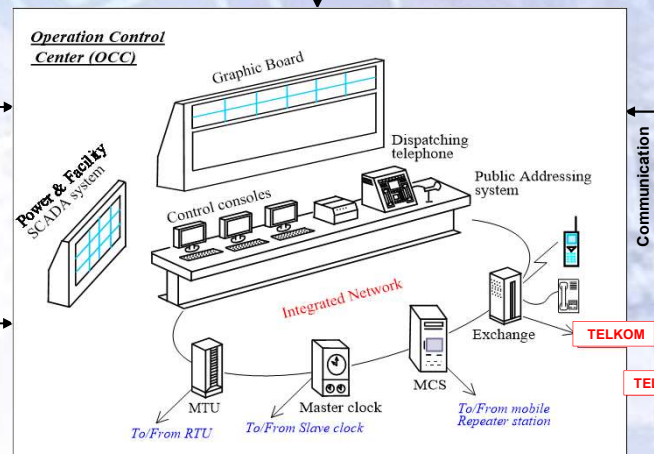 Operation Control
Center (OCC)
Graphic Board
Dispatching
telephone
Public Addressing
system
Power & Facility
SCADA system
Control consoles
Communication
Integrated Network
Exchange
TELKOM
MTU
Master clock
MCS
To/From RTU
To/From Slave clock
To/From mobile
Repeater station